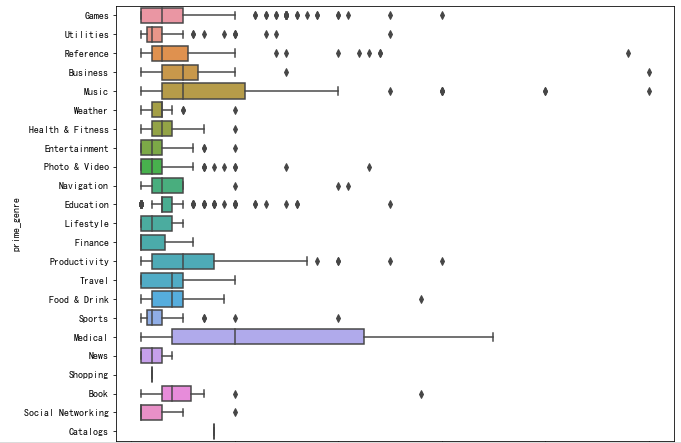 Games
Utilities
Reference
Business
Music
Weather
Health & Fitness
Entertainment
Photo & Video
Navigation
Education
Lifestyle
Finance
Productivity
Travel
Food & Drink
Sports
Medical
News
Shopping
Book
Social Networking
Catalogs
prime_genre